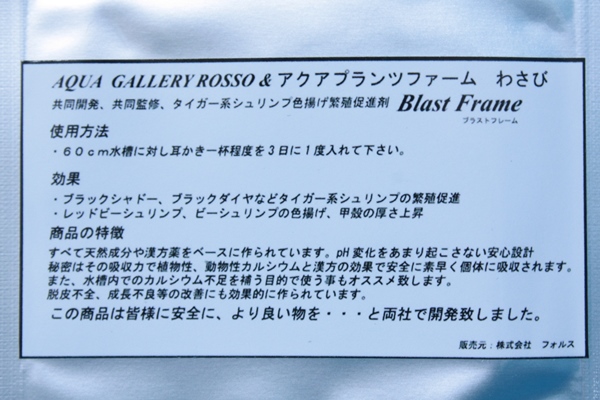 AQUA GALLERY ROSSO & アクアプランツファーム わさび
共同開発、共同監修、タイガー系シュリンプ色揚げ繁殖促進剤 Blast Frame
ブラストフレーム
使用方法
・６０ｃｍ水槽に対し耳かき一杯程度を３日に１度入れて下さい。
効果
・ブラックシャドー、ブラックダイヤなどタイガー系シュリンプの繁殖促進
・レッドビーシュリンプ、ビーシュリンプの色揚げ、甲殻の厚さ上昇
商品の特徴
すべて天然成分や漢方薬をベースに作られています。pH変化をあまり起こさない安心設計
秘密はその吸収力で植物性、動物性カルシウムと漢方の効果で安全に素早く個体に吸収されます。
また、水槽内でのカルシウム不足を補う目的で使う事もオススメ致します。
脱皮不全、成長不良等の改善にも効果的に作られています。
この商品は皆様に安全に、より良い物を・・・と両社で開発致しました。
販売元：株式会社 フォルス